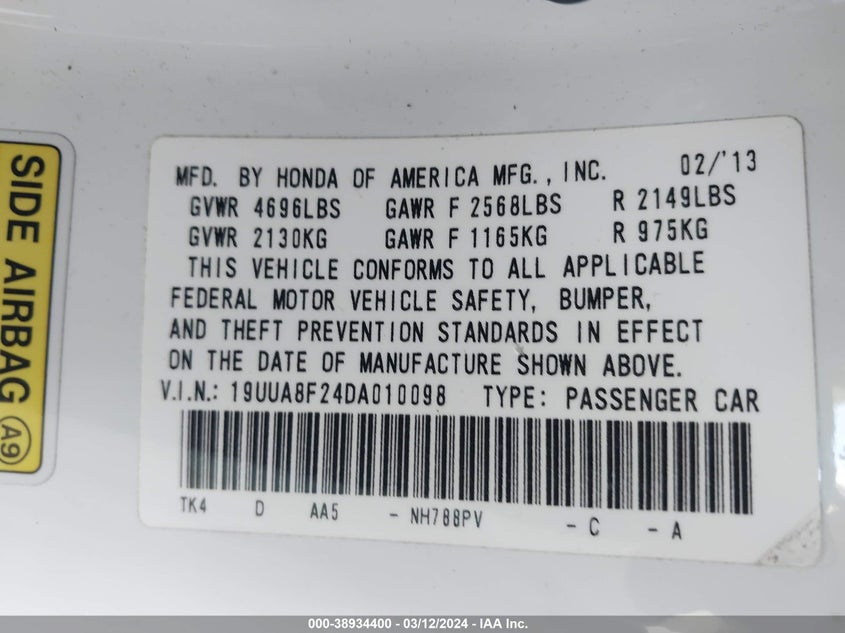 SIDE AIRBAG A9
MFD. BY HONDA OF AMERICA MFG., INC. 02/'13
GVWR 4696LBS GAWR F 2568LBS R 2149LBS
GVWR 2130KG GAWR F 1165KG R 975KG
THIS VEHICLE CONFORMS TO ALL APPLICABLE
FEDERAL MOTOR VEHICLE SAFETY, BUMPER,
AND THEFT PREVENTION STANDARDS IN EFFECT
ON THE DATE OF MANUFACTURE SHOWN ABOVE.
V.I.N.: 19UUA8F24DA010098 TYPE: PASSENGER CAR
TK4 D AA5 - NH788PV - C - A
000-38934400 - 03/12/2024 - IAA Inc.